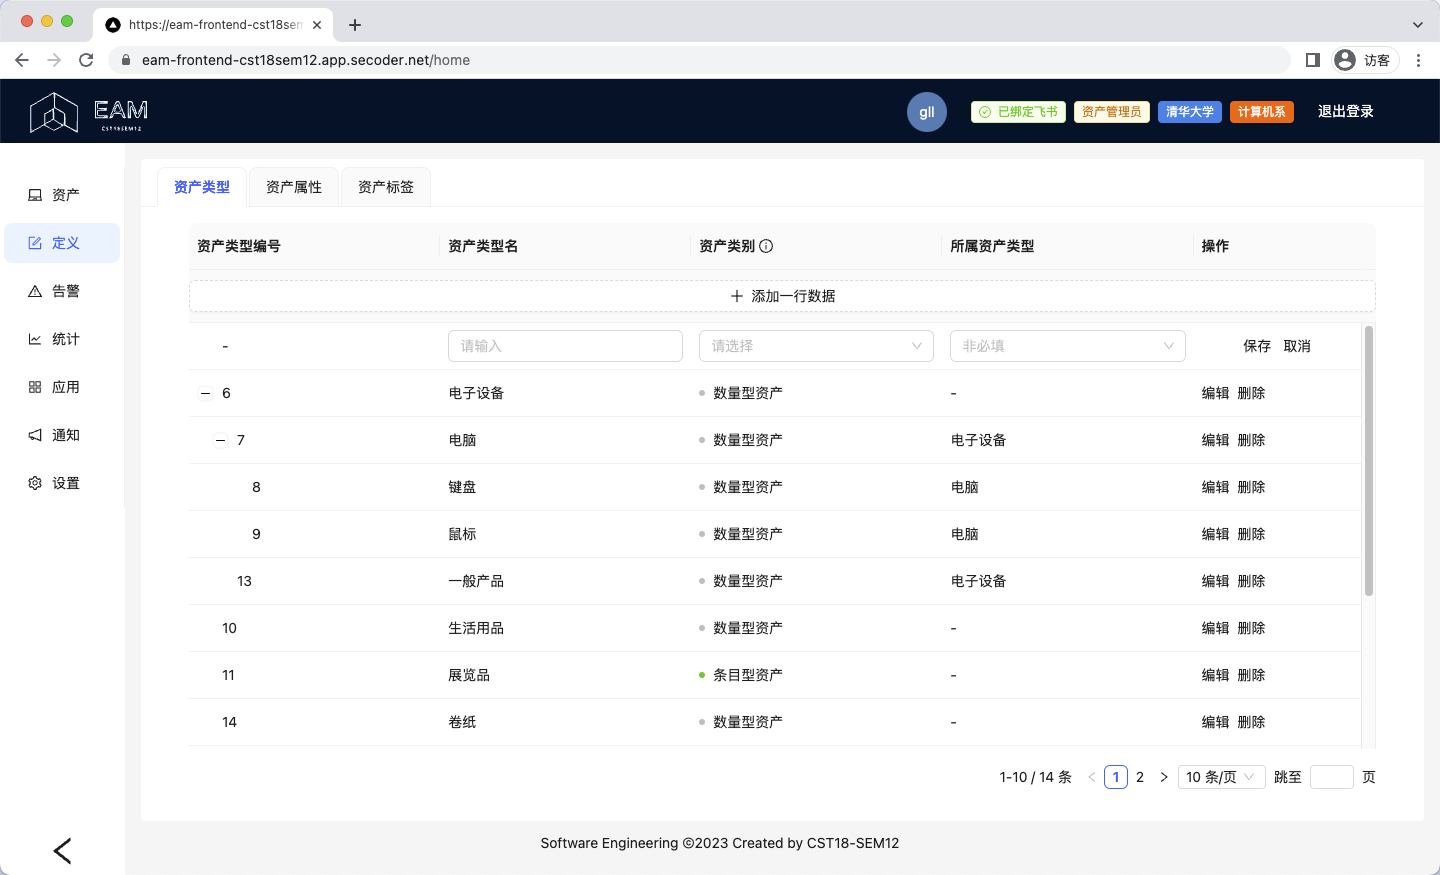 https://eam-frontend-cst18sem
eam-frontend-cst18sem12.app.secoder.net/home
访客
EAM
CST18SEM12
gll
已绑定飞书
资产管理员
清华大学
计算机系
退出登录
资产
定义
告警
统计
应用
通知
设置
资产类型 资产属性 资产标签
资产类型编号 资产类型名 资产类别 所属资产类型 操作
+ 添加一行数据
- 请输入 请选择 非必填 保存 取消
6 电子设备 数量型资产 - 编辑 删除
7 电脑 数量型资产 电子设备 编辑 删除
8 键盘 数量型资产 电脑 编辑 删除
9 鼠标 数量型资产 电脑 编辑 删除
13 一般产品 数量型资产 电子设备 编辑 删除
10 生活用品 数量型资产 - 编辑 删除
11 展览品 条目型资产 - 编辑 删除
14 卷纸 数量型资产 - 编辑 删除
1-10 / 14 条 < 1 2 > 10 条/页 跳至 页
Software Engineering ©2023 Created by CST18-SEM12